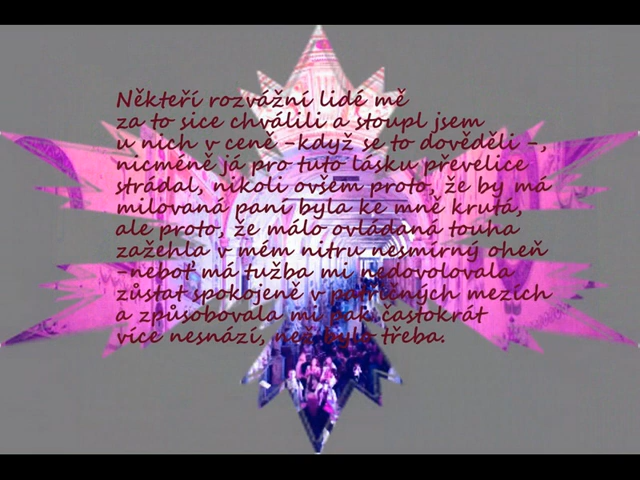 Někteří rozvážní lidé mě
za to sice chválili a stoupl jsem
u nich v ceně -když se to dověděli -,
nicméně já pro tuto lásku převelice
strádal, nikoli ovšem proto, že by má
milovaná paní byla ke mně krutá,
ale proto, že málo ovládaná touha
zažehla v mém nitru nesmírný oheň
-neboť má tužba mi nedovolovala
zůstat spokojeně v patřičných mezích
a způsobovala mi pak častokrát
více nesnází, než bylo třeba.